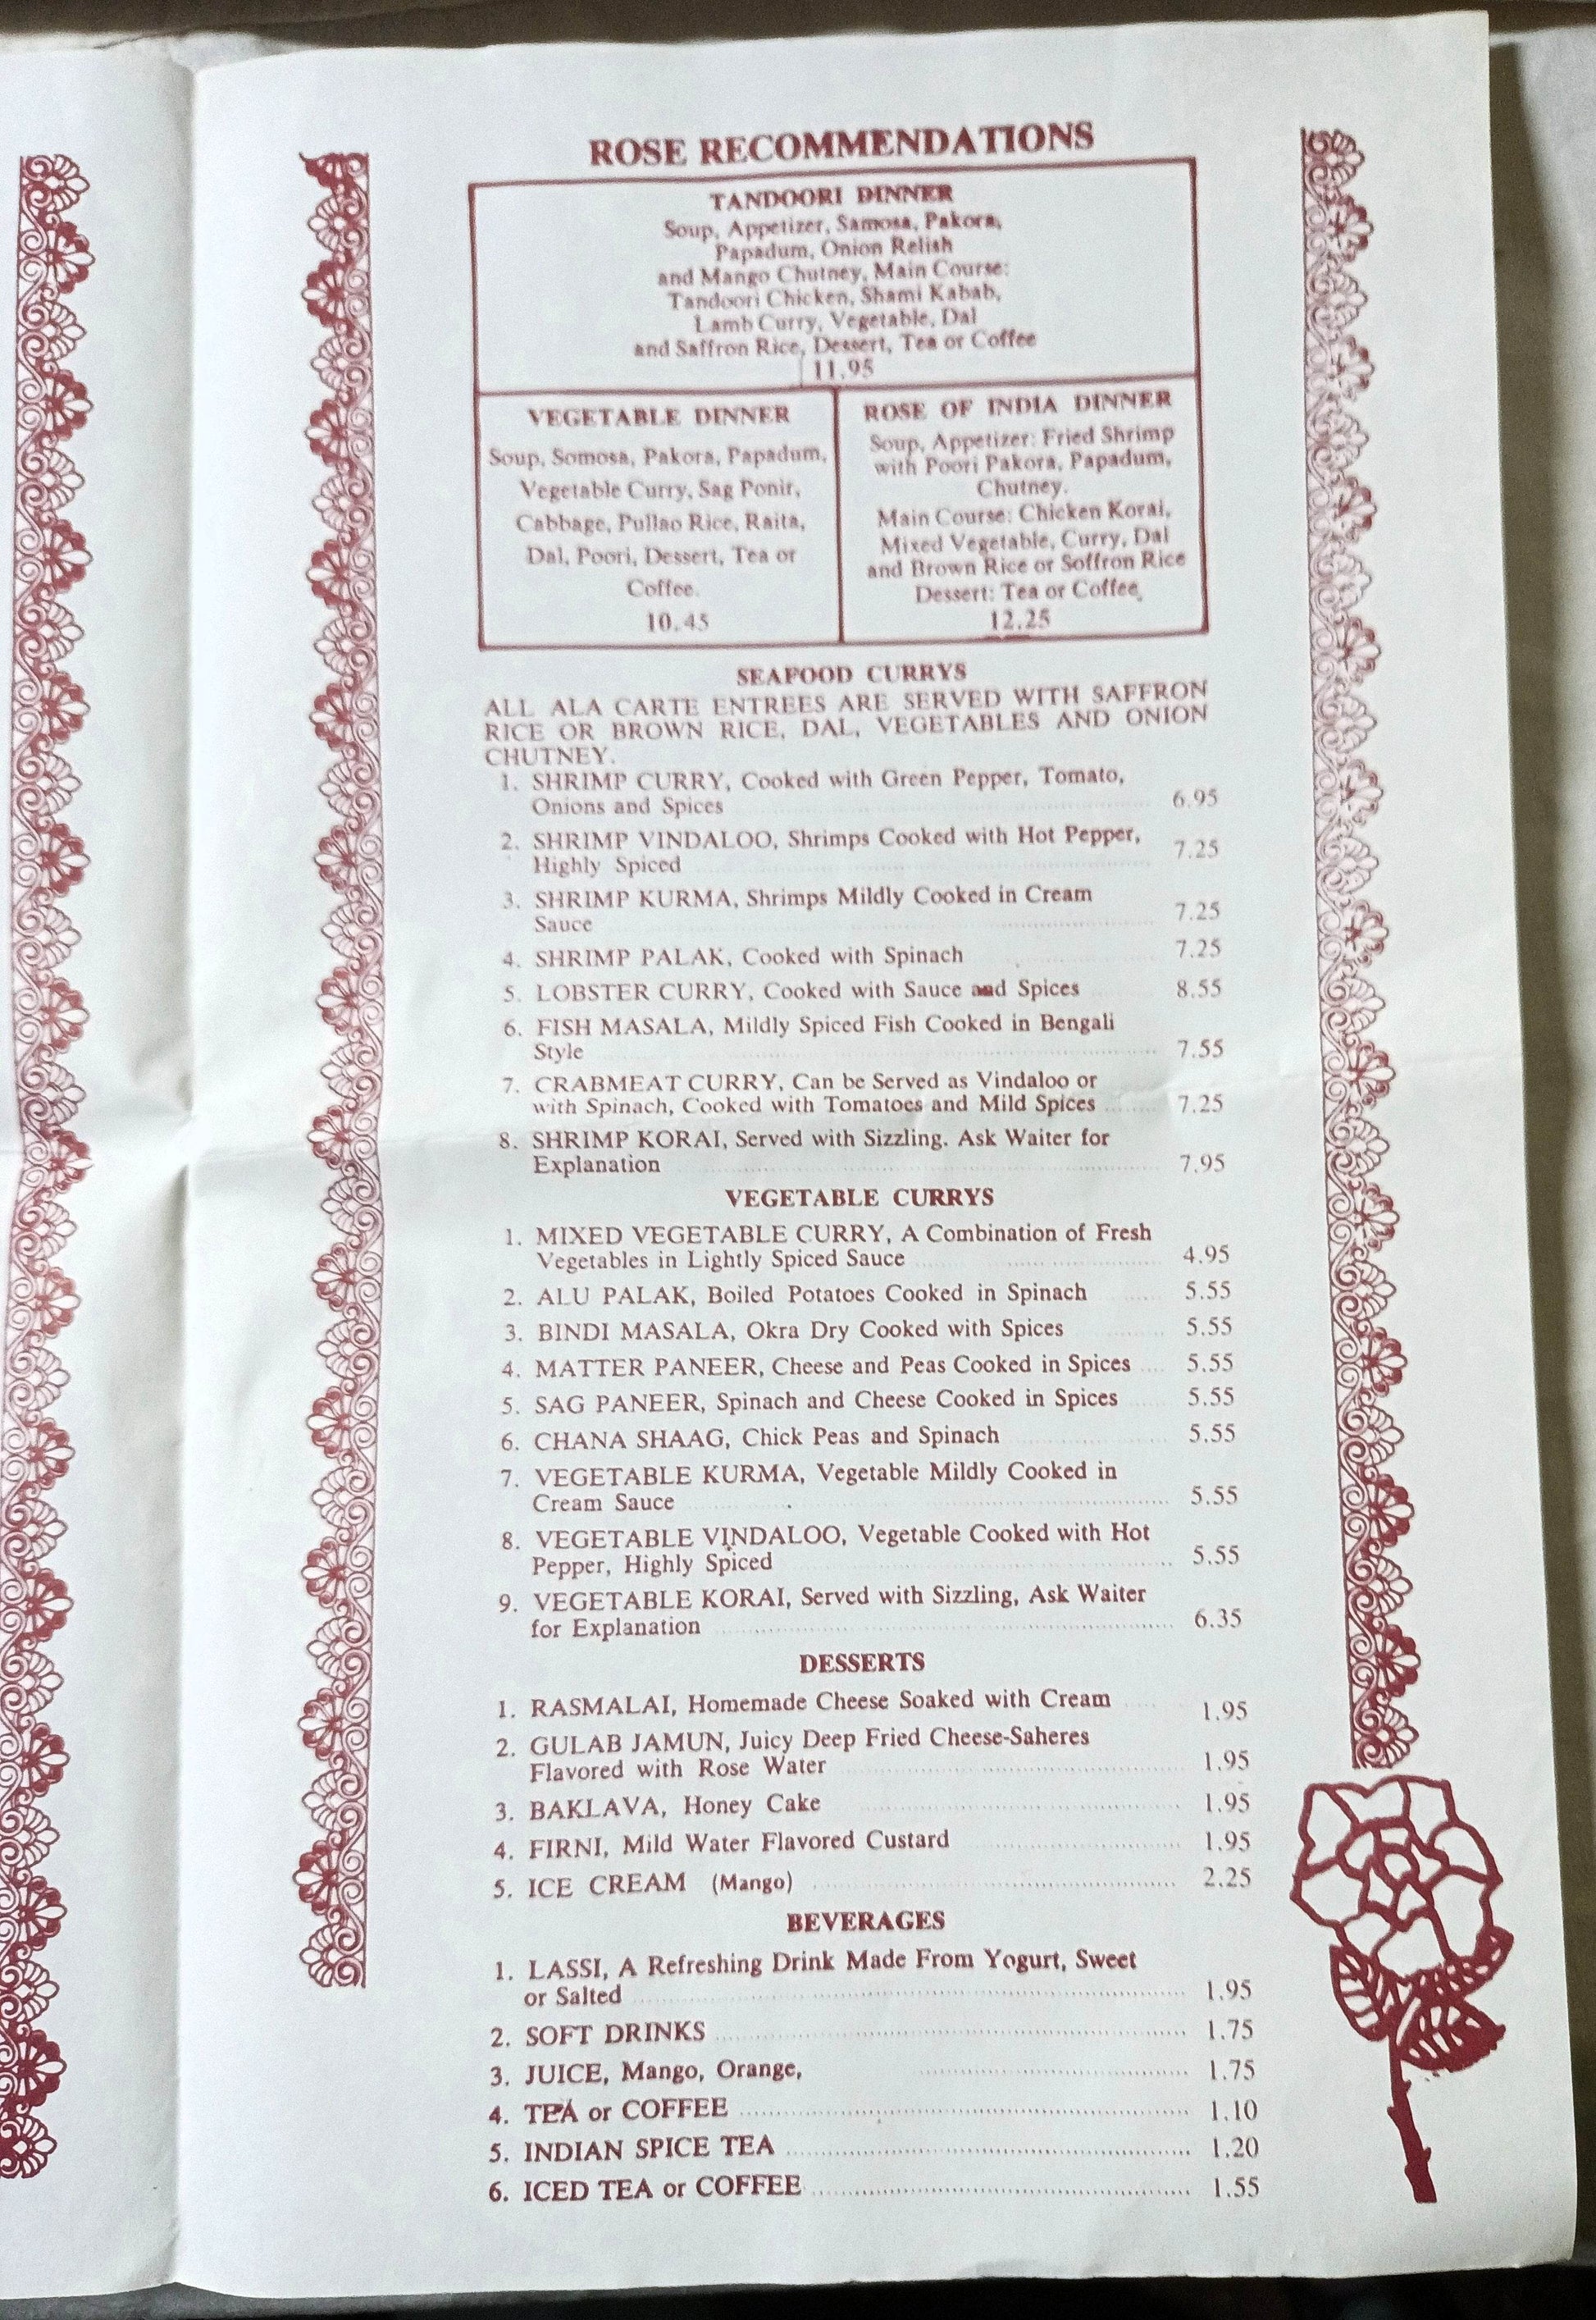 ROSE RECOMMENDATIONS
TANDOORI DINNER
Soup, Appetizer, Samosa, Pakora,
Papadum, Onion Relish
and Mango Chutney, Main Course:
Tandoori Chicken, Shami Kabab,
Lamb Curry, Vegetable, Dal
and Saffron Rice, Dessert, Tea or Coffee
11.95
VEGETABLE DINNER
Soup, Somosa, Pakora, Papadum,
Vegetable Curry, Sag Ponir,
Cabbage, Pullao Rice, Raita,
Dal, Poori, Dessert, Tea or
Coffee.
10.45
ROSE OF INDIA DINNER
Soup, Appetizer: Fried Shrimp
with Poori Pakora, Papadum,
Chutney.
Main Course: Chicken Korai,
Mixed Vegetable, Curry, Dal
and Brown Rice or Soffron Rice
Dessert: Tea or Coffee
12.25
SEAFOOD CURRYS
ALL ALA CARTE ENTREES ARE SERVED WITH SAFFRON
RICE OR BROWN RICE, DAL, VEGETABLES AND ONION
CHUTNEY.
1. SHRIMP CURRY, Cooked with Green Pepper, Tomato,
Onions and Spices 6.95
2. SHRIMP VINDALOO, Shrimps Cooked with Hot Pepper,
Highly Spiced 7.25
3. SHRIMP KURMA, Shrimps Mildly Cooked in Cream
Sauce 7.25
4. SHRIMP PALAK, Cooked with Spinach 7.25
5. LOBSTER CURRY, Cooked with Sauce and Spices 8.55
6. FISH MASALA, Mildly Spiced Fish Cooked in Bengali
Style 7.55
7. CRABMEAT CURRY, Can be Served as Vindaloo or
with Spinach, Cooked with Tomatoes and Mild Spices 7.25
8. SHRIMP KORAI, Served with Sizzling. Ask Waiter for
Explanation 7.95
VEGETABLE CURRYS
1. MIXED VEGETABLE CURRY, A Combination of Fresh
Vegetables in Lightly Spiced Sauce 4.95
2. ALU PALAK, Boiled Potatoes Cooked in Spinach 5.55
3. BINDI MASALA, Okra Dry Cooked with Spices 5.55
4. MATTER PANEER, Cheese and Peas Cooked in Spices 5.55
5. SAG PANEER, Spinach and Cheese Cooked in Spices 5.55
6. CHANA SHAAG, Chick Peas and Spinach 5.55
7. VEGETABLE KURMA, Vegetable Mildly Cooked in
Cream Sauce 5.55
8. VEGETABLE VINDALOO, Vegetable Cooked with Hot
Pepper, Highly Spiced 5.55
9. VEGETABLE KORAI, Served with Sizzling, Ask Waiter
for Explanation 6.35
DESSERTS
1. RASMALAI, Homemade Cheese Soaked with Cream 1.95
2. GULAB JAMUN, Juicy Deep Fried Cheese-Saheres
Flavored with Rose Water 1.95
3. BAKLAVA, Honey Cake 1.95
4. FIRNI, Mild Water Flavored Custard 1.95
5. ICE CREAM (Mango) 2.25
BEVERAGES
1. LASSI, A Refreshing Drink Made From Yogurt, Sweet
or Salted 1.95
2. SOFT DRINKS 1.75
3. JUICE, Mango, Orange, 1.75
4. TEA or COFFEE 1.10
5. INDIAN SPICE TEA 1.20
6. ICED TEA or COFFEE 1.55